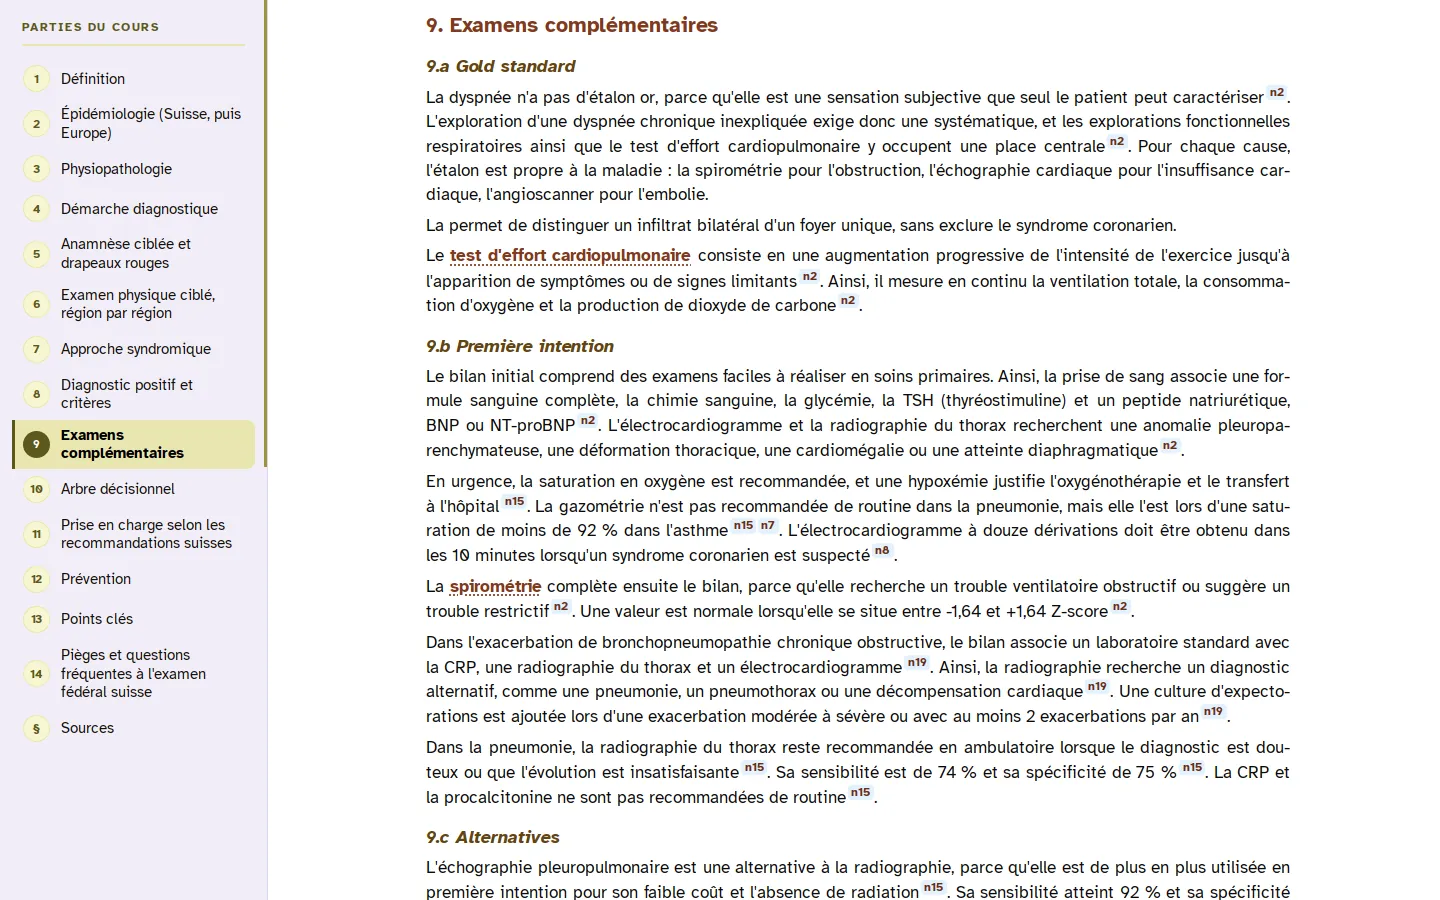 PARTIES DU COURS
1 Définition
2 Épidémiologie (Suisse, puis
Europe)
3 Physiopathologie
4 Démarche diagnostique
5 Anamnèse ciblée et
drapeaux rouges
6 Examen physique ciblé,
région par région
7 Approche syndromique
8 Diagnostic positif et
critères
9 Examens
complémentaires
10 Arbre décisionnel
11 Prise en charge selon les
recommandations suisses
12 Prévention
13 Points clés
14 Pièges et questions
fréquentes à l'examen
fédéral suisse
§ Sources
9. Examens complémentaires
9.a Gold standard
La dyspnée n'a pas d'étalon or, parce qu'elle est une sensation subjective que seul le patient peut caractériser n2.
L'exploration d'une dyspnée chronique inexpliquée exige donc une systématique, et les explorations fonctionnelles
respiratoires ainsi que le test d'effort cardiopulmonaire y occupent une place centrale n2. Pour chaque cause,
l'étalon est propre à la maladie : la spirométrie pour l'obstruction, l'échographie cardiaque pour l'insuffisance car-
diaque, l'angioscanner pour l'embolie.
La permet de distinguer un infiltrat bilatéral d'un foyer unique, sans exclure le syndrome coronarien.
Le test d'effort cardiopulmonaire consiste en une augmentation progressive de l'intensité de l'exercice jusqu'à
l'apparition de symptômes ou de signes limitants n2. Ainsi, il mesure en continu la ventilation totale, la consomma-
tion d'oxygène et la production de dioxyde de carbone n2.
9.b Première intention
Le bilan initial comprend des examens faciles à réaliser en soins primaires. Ainsi, la prise de sang associe une for-
mule sanguine complète, la chimie sanguine, la glycémie, la TSH (thyréostimuline) et un peptide natriurétique,
BNP ou NT-proBNP n2. L'électrocardiogramme et la radiographie du thorax recherchent une anomalie pleuropa-
renchymateuse, une déformation thoracique, une cardiomégalie ou une atteinte diaphragmatique n2.
En urgence, la saturation en oxygène est recommandée, et une hypoxémie justifie l'oxygénothérapie et le transfert
à l'hôpital n15. La gazométrie n'est pas recommandée de routine dans la pneumonie, mais elle l'est lors d'une satu-
ration de moins de 92 % dans l'asthme n15 n7. L'électrocardiogramme à douze dérivations doit être obtenu dans
les 10 minutes lorsqu'un syndrome coronarien est suspecté n8.
La spirométrie complète ensuite le bilan, parce qu'elle recherche un trouble ventilatoire obstructif ou suggère un
trouble restrictif n2. Une valeur est normale lorsqu'elle se situe entre -1,64 et +1,64 Z-score n2.
Dans l'exacerbation de bronchopneumopathie chronique obstructive, le bilan associe un laboratoire standard avec
la CRP, une radiographie du thorax et un électrocardiogramme n19. Ainsi, la radiographie recherche un diagnostic
alternatif, comme une pneumonie, un pneumothorax ou une décompensation cardiaque n19. Une culture d'expecto-
rations est ajoutée lors d'une exacerbation modérée à sévère ou avec au moins 2 exacerbations par an n19.
Dans la pneumonie, la radiographie du thorax reste recommandée en ambulatoire lorsque le diagnostic est dou-
teux ou que l'évolution est insatisfaisante n15. Sa sensibilité est de 74 % et sa spécificité de 75 % n15. La CRP et
la procalcitonine ne sont pas recommandées de routine n15.
9.c Alternatives
L'échographie pleuropulmonaire est une alternative à la radiographie, parce qu'elle est de plus en plus utilisée en
première intention pour son faible coût et l'absence de radiation n15. Sa sensibilité atteint 92 % et sa spécificité